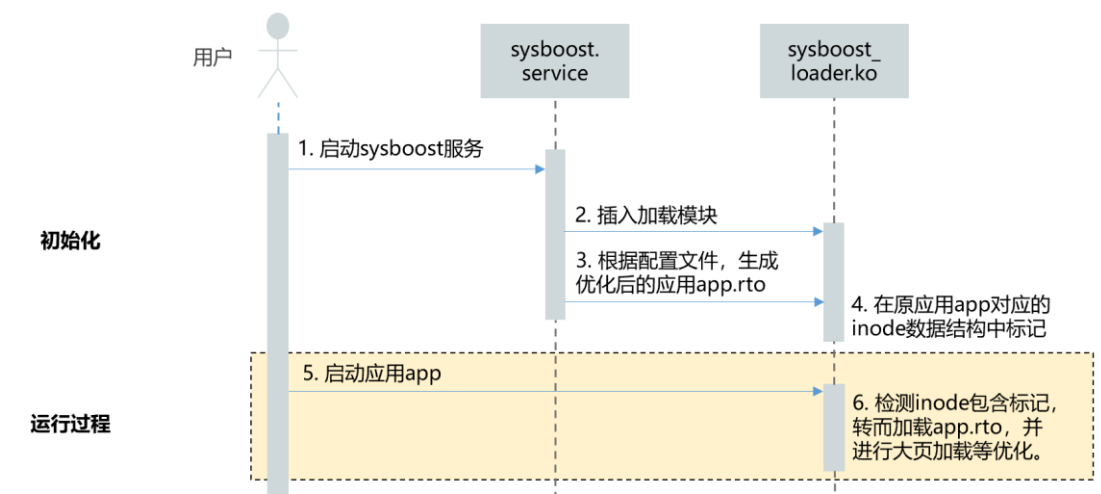 用户
sysboost.
service
sysboost_
loader.ko
1. 启动sysboost服务
初始化
2. 插入加载模块
3. 根据配置文件，生成
优化后的应用app.rto
4. 在原应用app对应的
inode数据结构中标记
5. 启动应用app
运行过程
6. 检测inode包含标记，
转而加载app.rto，并
进行大页加载等优化。